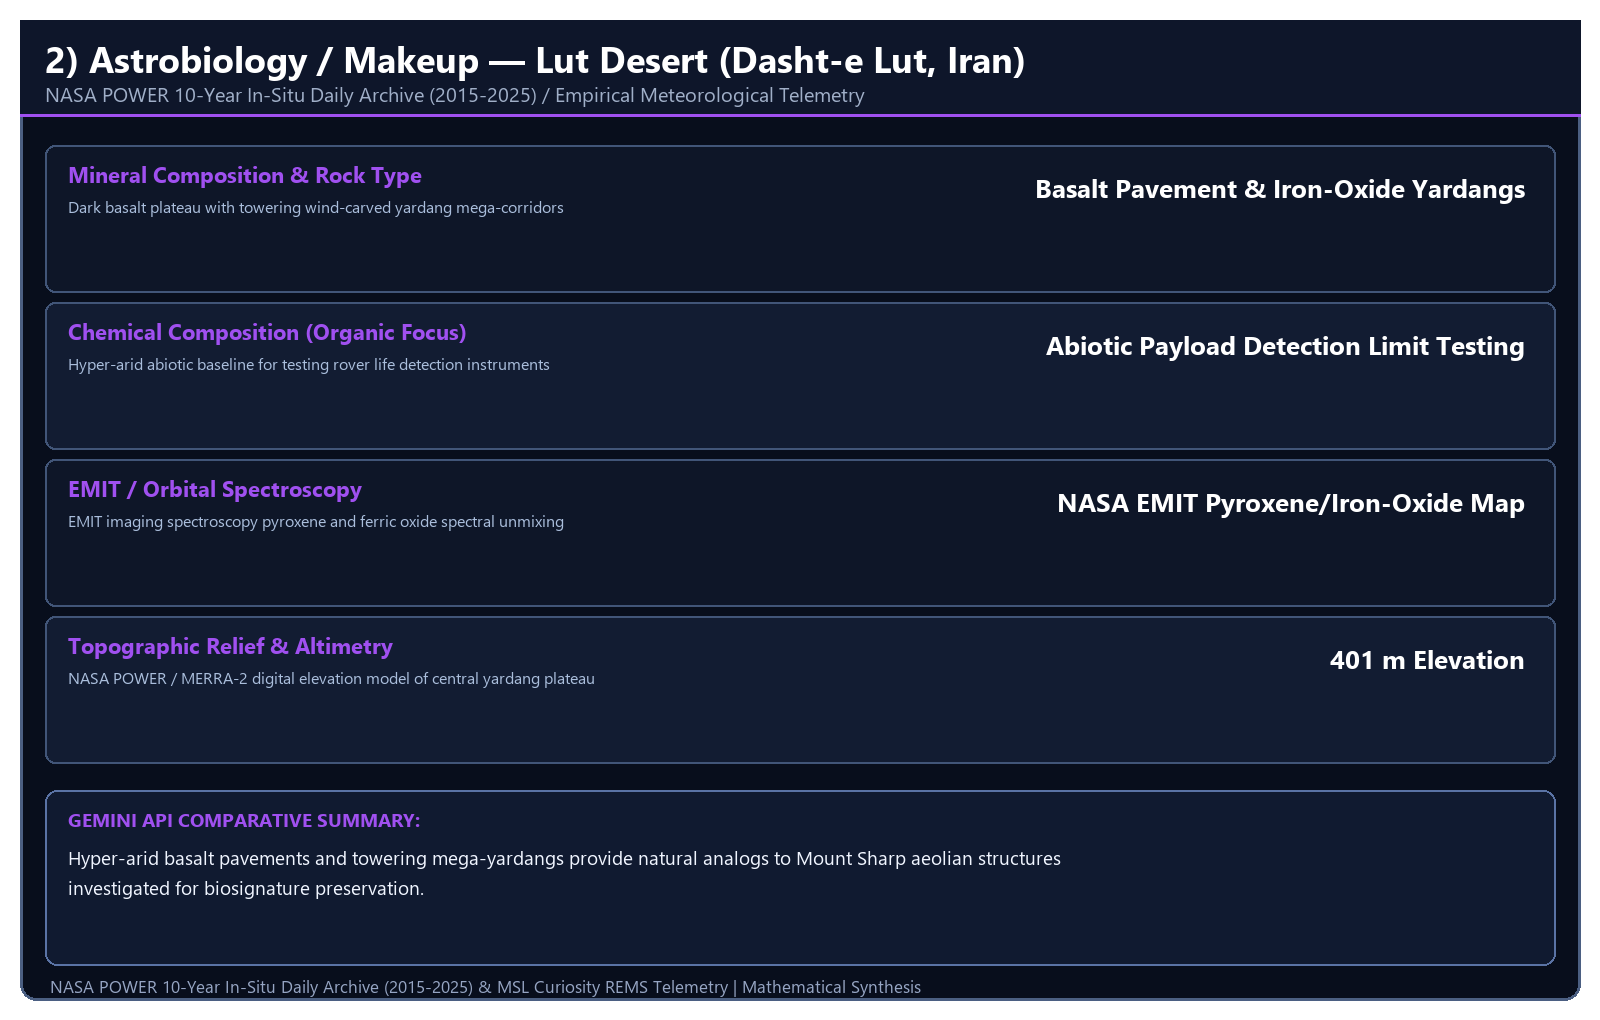 2) Astrobiology / Makeup — Lut Desert (Dasht-e Lut, Iran)
NASA POWER 10-Year In-Situ Daily Archive (2015-2025) / Empirical Meteorological Telemetry
Mineral Composition & Rock Type
Basalt Pavement & Iron-Oxide Yardangs
Dark basalt plateau with towering wind-carved yardang mega-corridors
Chemical Composition (Organic Focus)
Abiotic Payload Detection Limit Testing
Hyper-arid abiotic baseline for testing rover life detection instruments
EMIT / Orbital Spectroscopy
NASA EMIT Pyroxene/Iron-Oxide Map
EMIT imaging spectroscopy pyroxene and ferric oxide spectral unmixing
Topographic Relief & Altimetry
401 m Elevation
NASA POWER / MERRA-2 digital elevation model of central yardang plateau
GEMINI API COMPARATIVE SUMMARY:
Hyper-arid basalt pavements and towering mega-yardangs provide natural analogs to Mount Sharp aeolian structures
investigated for biosignature preservation.
NASA POWER 10-Year In-Situ Daily Archive (2015-2025) & MSL Curiosity REMS Telemetry | Mathematical Synthesis